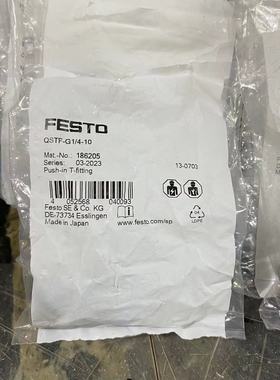 FESTO
QSTF-G1/4-10
Mat.-No.: 186205
Series: 03-2023
Push-in T-fitting
13-0703
4 052568 040093
Festo SE & Co. KG
DE-73734 Esslingen
Made in Japan
www.festo.com/sp
04
LDPE